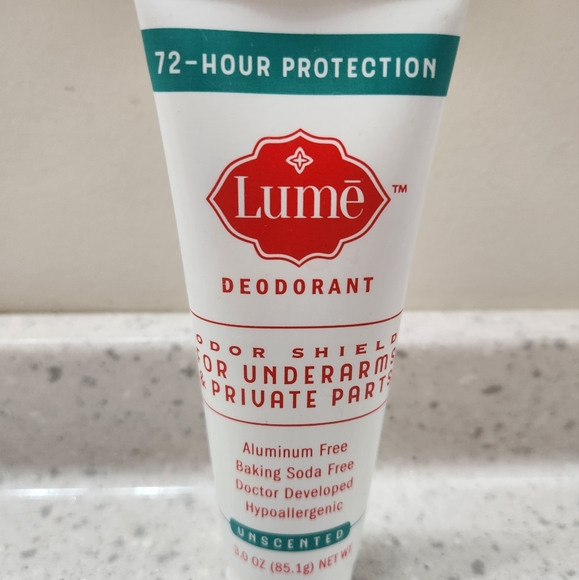 72-HOUR PROTECTION
Lumē™
DEODORANT
ODOR SHIELD
FOR UNDERARMS
& PRIVATE PARTS
Aluminum Free
Baking Soda Free
Doctor Developed
Hypoallergenic
UNSCENTED
3.0 OZ (85.1g) NET WT